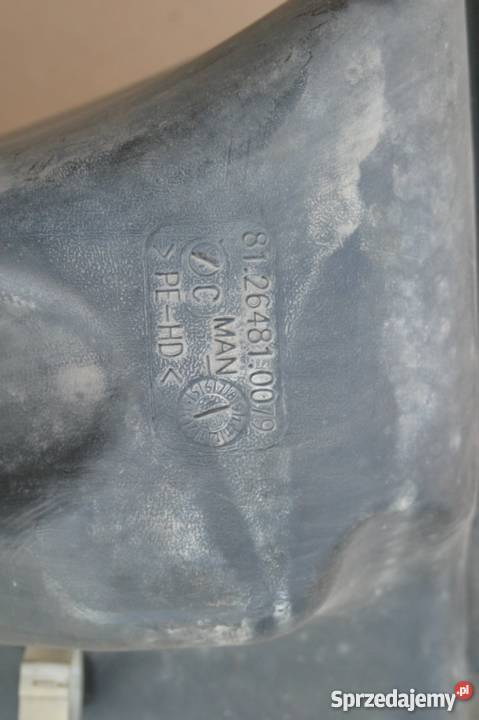 81.26481.0079
C MAN
>PE-HD<
Sprzedajemy.pl